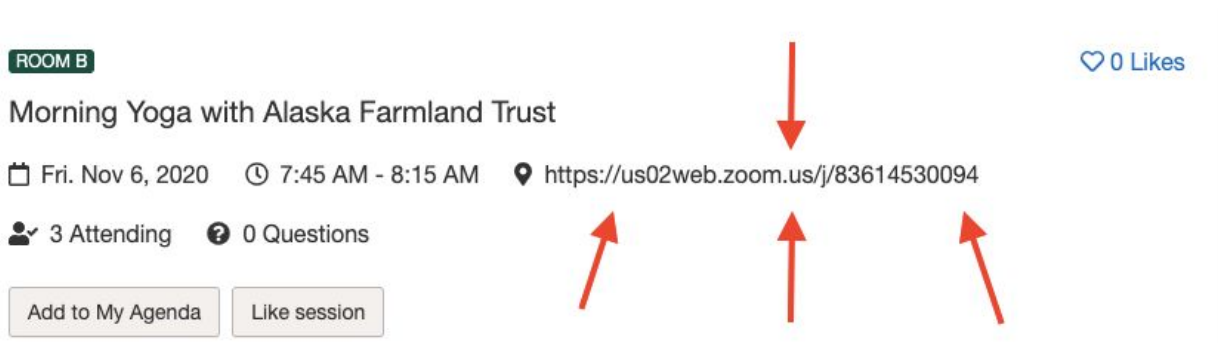 ROOM B
0 Likes
Morning Yoga with Alaska Farmland Trust
Fri. Nov 6, 2020 7:45 AM - 8:15 AM https://us02web.zoom.us/j/83614530094
3 Attending 0 Questions
Add to My Agenda Like session